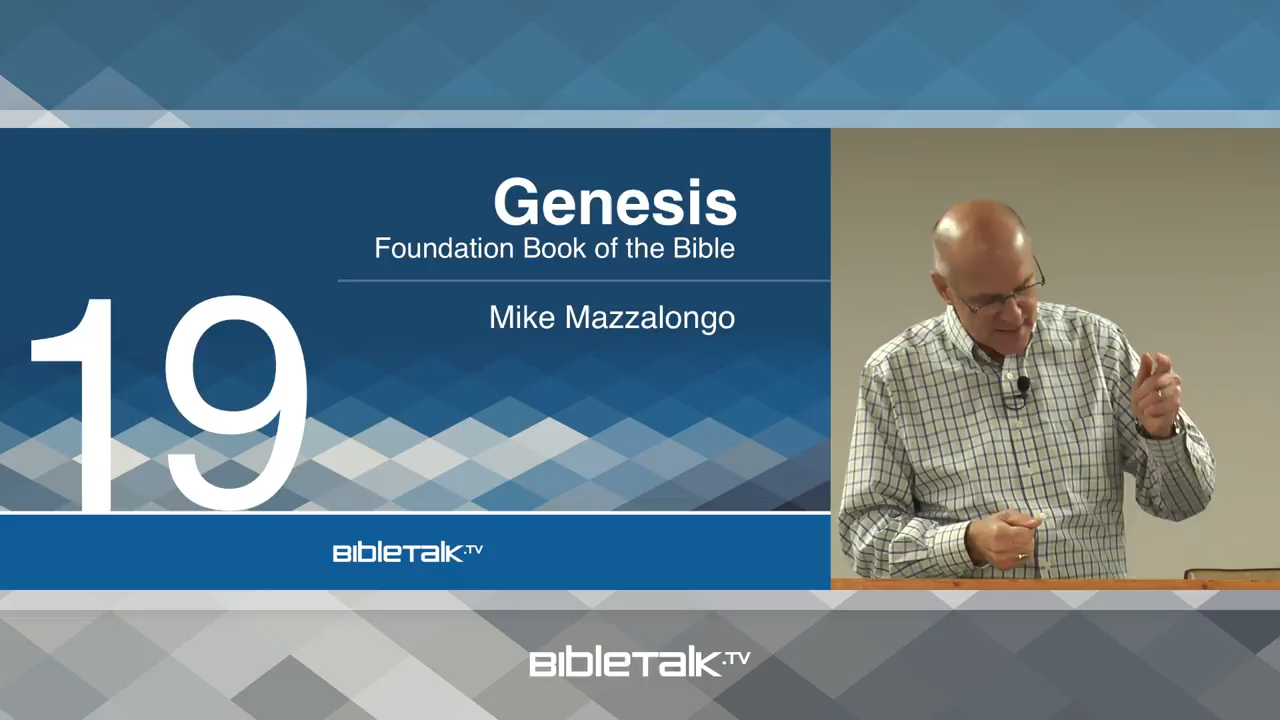 Genesis
Foundation Book of the Bible
Mike Mazzalongo
19
BIBLETALK.TV
BIBLETALK.TV